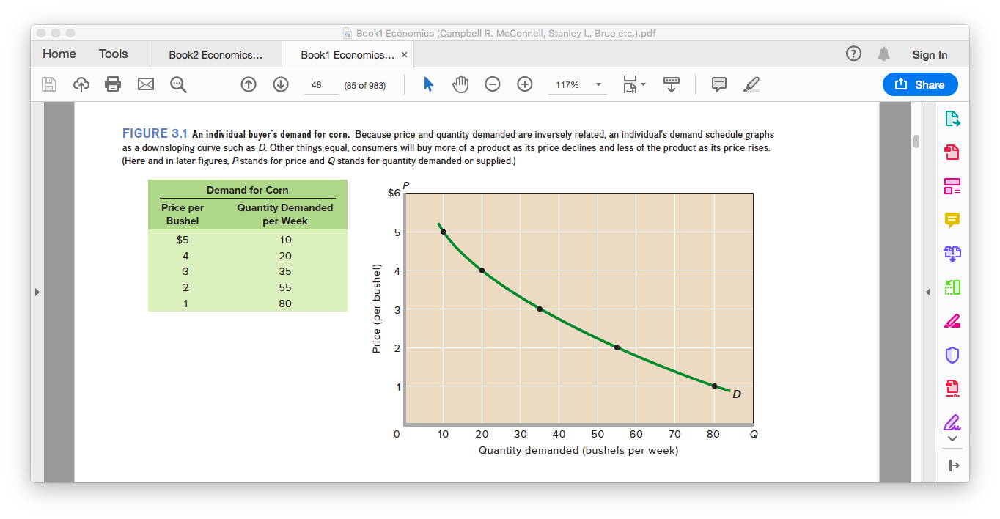 Book1 Economics (Campbell R. McConnell, Stanley L. Brue etc.).pdf
Home Tools Book2 Economics... Book1 Economics... × ? Sign In
48 (85 of 983) 117% Share
FIGURE 3.1 An individual buyer's demand for corn. Because price and quantity demanded are inversely related, an individual's demand schedule graphs
as a downsloping curve such as D. Other things equal, consumers will buy more of a product as its price declines and less of the product as its price rises.
(Here and in later figures, P stands for price and Q stands for quantity demanded or supplied.)
Demand for Corn
Price per Bushel
Quantity Demanded per Week
$5 10
4 20
3 35
2 55
1 80
P
$6
5
4
3
2
1
Price (per bushel)
D
0 10 20 30 40 50 60 70 80 Q
Quantity demanded (bushels per week)